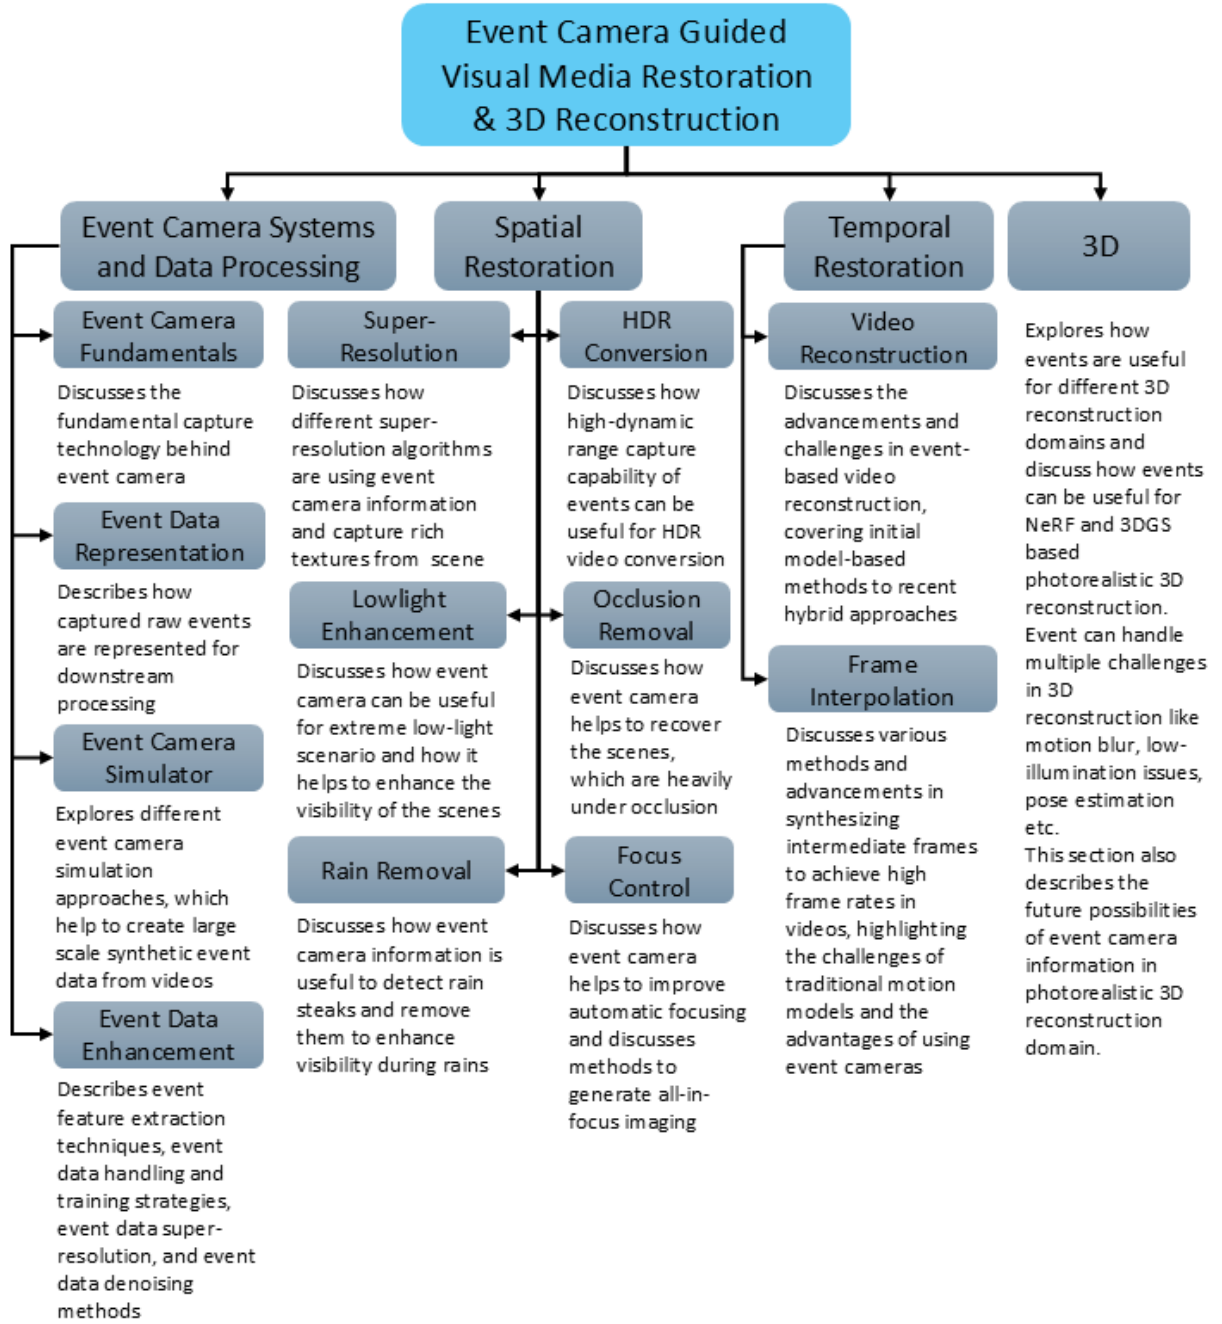 Event Camera Guided
Visual Media Restoration
& 3D Reconstruction
Event Camera Systems
and Data Processing
Event Camera
Fundamentals
Discusses the
fundamental capture
technology behind
event camera
Event Data
Representation
Describes how
captured raw events
are represented for
downstream
processing
Event Camera
Simulator
Explores different
event camera
simulation
approaches, which
help to create large
scale synthetic event
data from videos
Event Data
Enhancement
Describes event
feature extraction
techniques, event
data handling and
training strategies,
event data super-
resolution, and event
data denoising
methods
Spatial
Restoration
Super-
Resolution
Discusses how
different super-
resolution algorithms
are using event
camera information
and capture rich
textures from scene
HDR
Conversion
Discusses how
high-dynamic
range capture
capability of
events can be
useful for HDR
video conversion
Lowlight
Enhancement
Discusses how event
camera can be useful
for extreme low-light
scenario and how it
helps to enhance the
visibility of the scenes
Occlusion
Removal
Discusses how
event camera
helps to recover
the scenes,
which are heavily
under occlusion
Rain Removal
Discusses how event
camera information is
useful to detect rain
steaks and remove
them to enhance
visibility during rains
Focus
Control
Discusses how
event camera
helps to improve
automatic focusing
and discusses
methods to
generate all-in-
focus imaging
Temporal
Restoration
Video
Reconstruction
Discusses the
advancements and
challenges in event-
based video
reconstruction,
covering initial
model-based
methods to recent
hybrid approaches
Frame
Interpolation
Discusses various
methods and
advancements in
synthesizing
intermediate frames
to achieve high
frame rates in
videos, highlighting
the challenges of
traditional motion
models and the
advantages of using
event cameras
3D
Explores how
events are useful
for different 3D
reconstruction
domains and
discuss how events
can be useful for
NeRF and 3DGS
based
photorealistic 3D
reconstruction.
Event can handle
multiple challenges
in 3D
reconstruction like
motion blur, low-
illumination issues,
pose estimation
etc.
This section also
describes the
future possibilities
of event camera
information in
photorealistic 3D
reconstruction
domain.